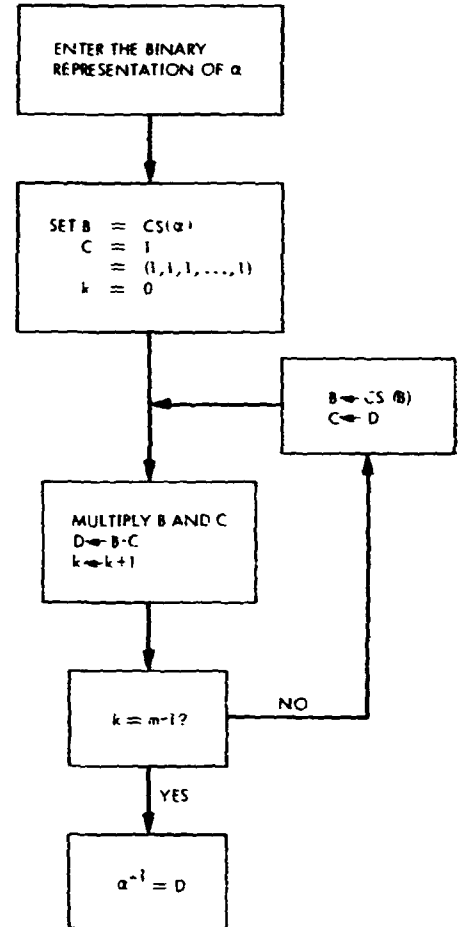 ENTER THE BINARY
REPRESENTATION OF α
SET B = CS(α)
C = 1
= (1,1,1,...,1)
k = 0
B ← CS (B)
C ← D
MULTIPLY B AND C
D ← B·C
k ← k+1
k = m-1?
NO
YES
α⁻¹ = D